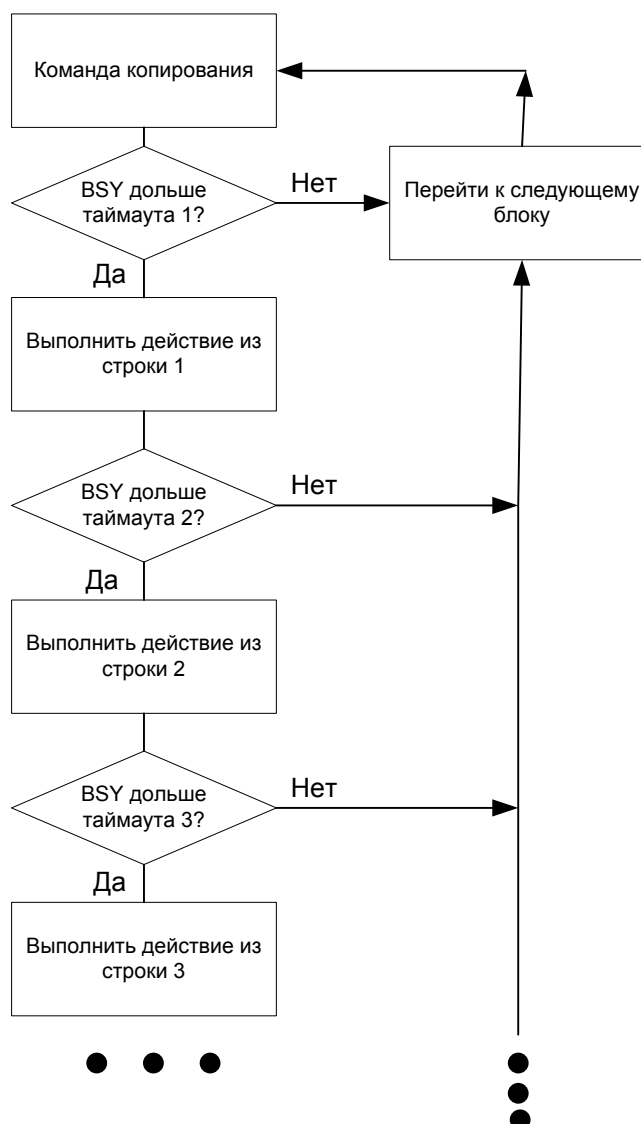 Команда копирования
BSY дольше
таймаута 1?
Нет
Перейти к следующему
блоку
Да
Выполнить действие из
строки 1
BSY дольше
таймаута 2?
Нет
Да
Выполнить действие из
строки 2
BSY дольше
таймаута 3?
Нет
Да
Выполнить действие из
строки 3